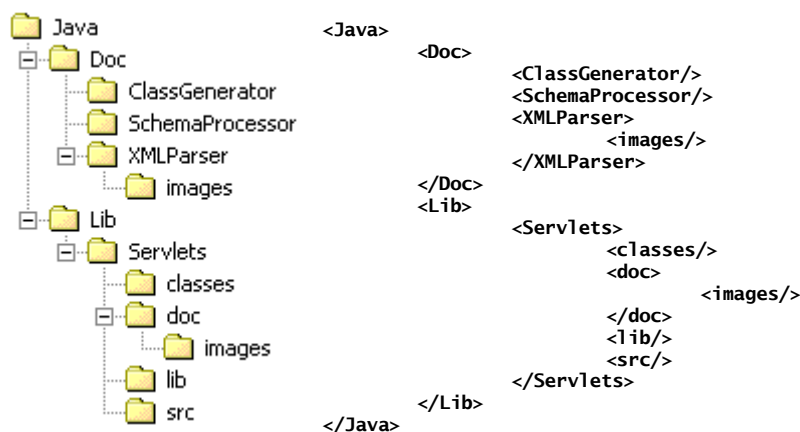 Java
Doc
ClassGenerator
SchemaProcessor
XMLParser
images
Lib
Servlets
classes
doc
images
lib
src
<Java>
<Doc>
<ClassGenerator/>
<SchemaProcessor/>
<XMLParser>
<images/>
</XMLParser>
</Doc>
<Lib>
<Servlets>
<classes/>
<doc>
<images/>
</doc>
<lib/>
<src/>
</Servlets>
</Lib>
</Java>